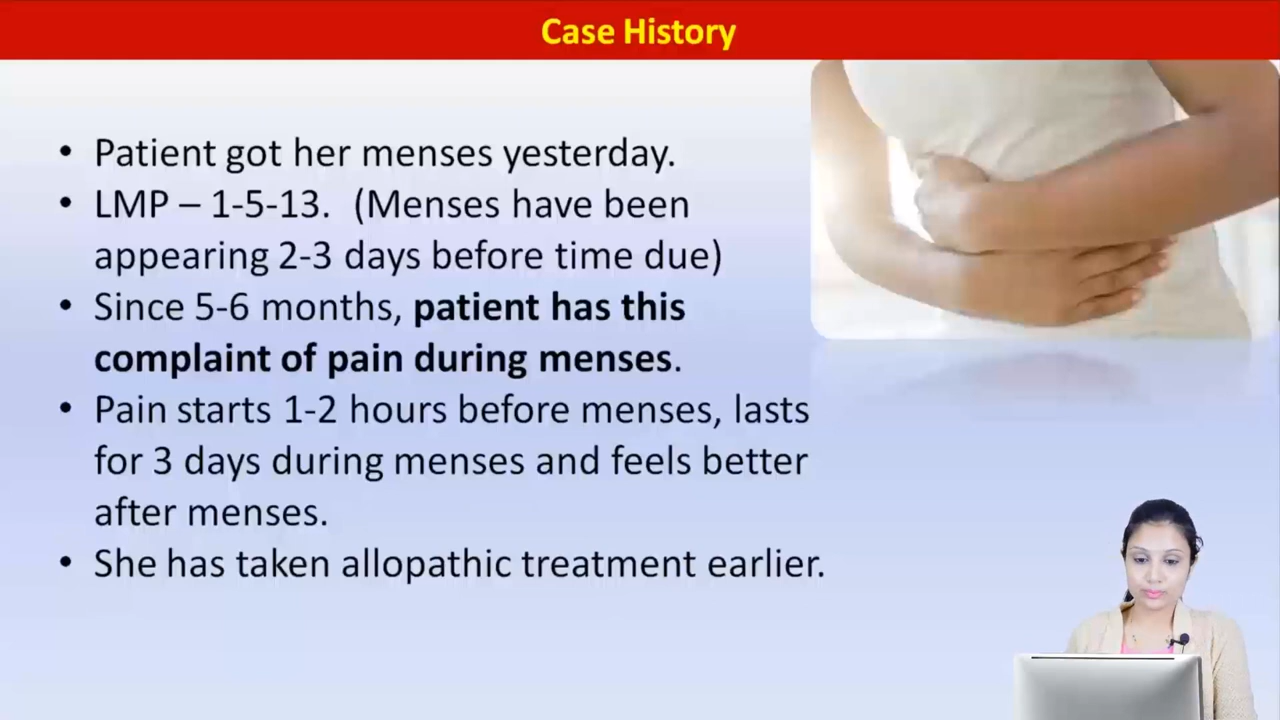 Case History
• Patient got her menses yesterday.
• LMP – 1-5-13.  (Menses have been
appearing 2-3 days before time due)
• Since 5-6 months, patient has this
complaint of pain during menses.
• Pain starts 1-2 hours before menses, lasts
for 3 days during menses and feels better
after menses.
• She has taken allopathic treatment earlier.